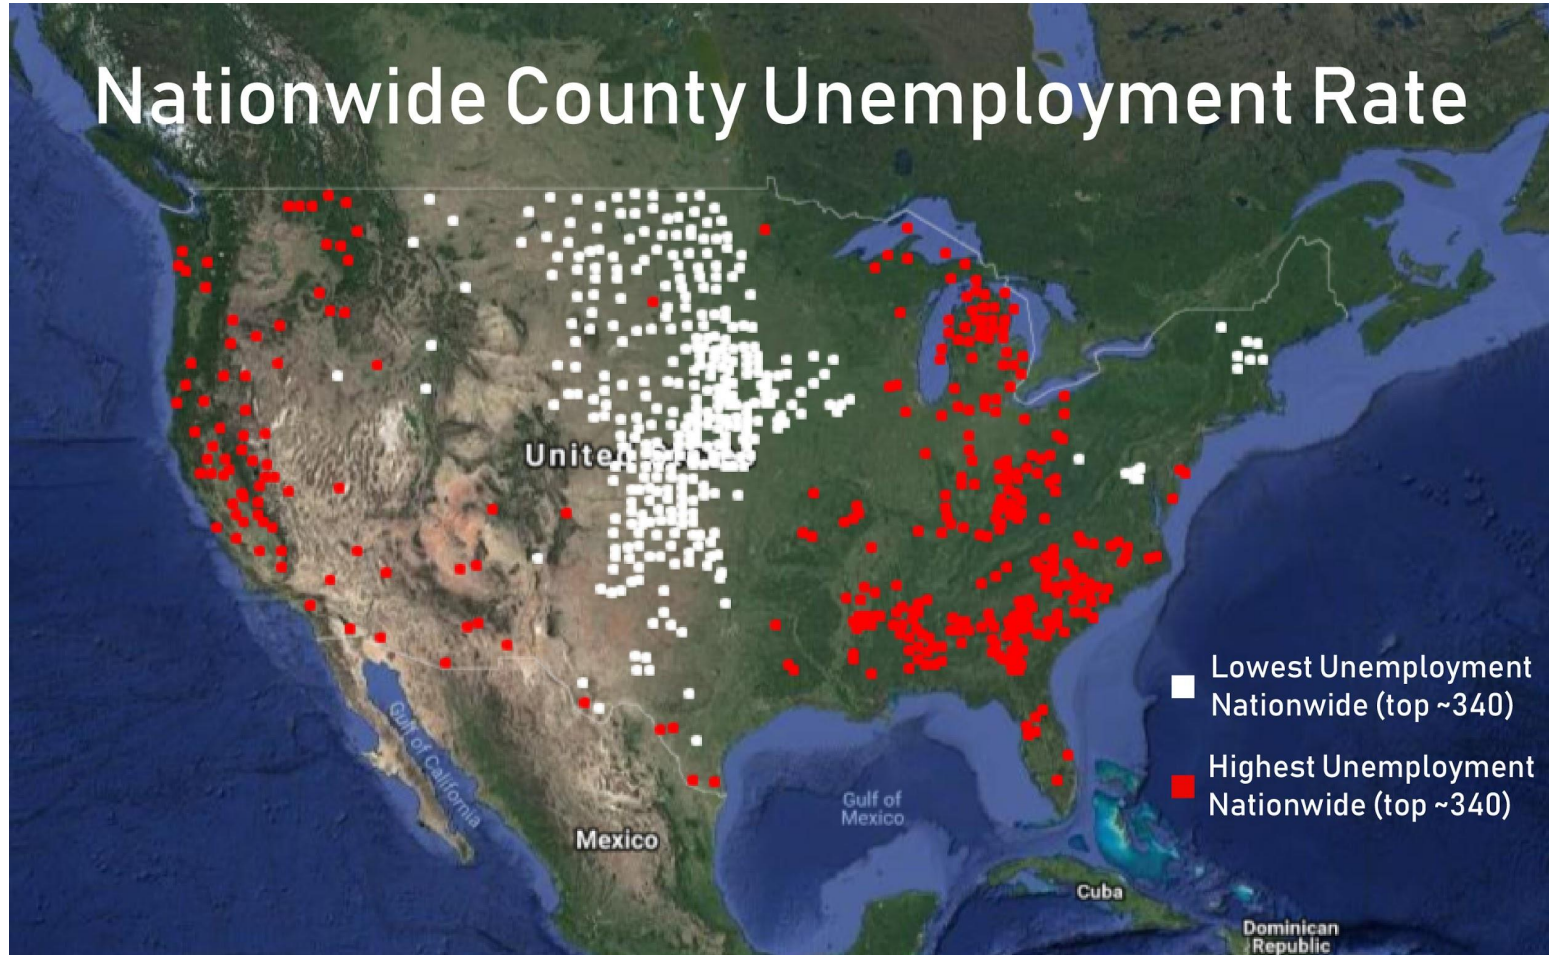 Nationwide County Unemployment Rate
United
Lowest Unemployment
Nationwide (top ~340)
Highest Unemployment
Nationwide (top ~340)
Gulf of California
Gulf of
Mexico
Mexico
Cuba
Dominican
Republic